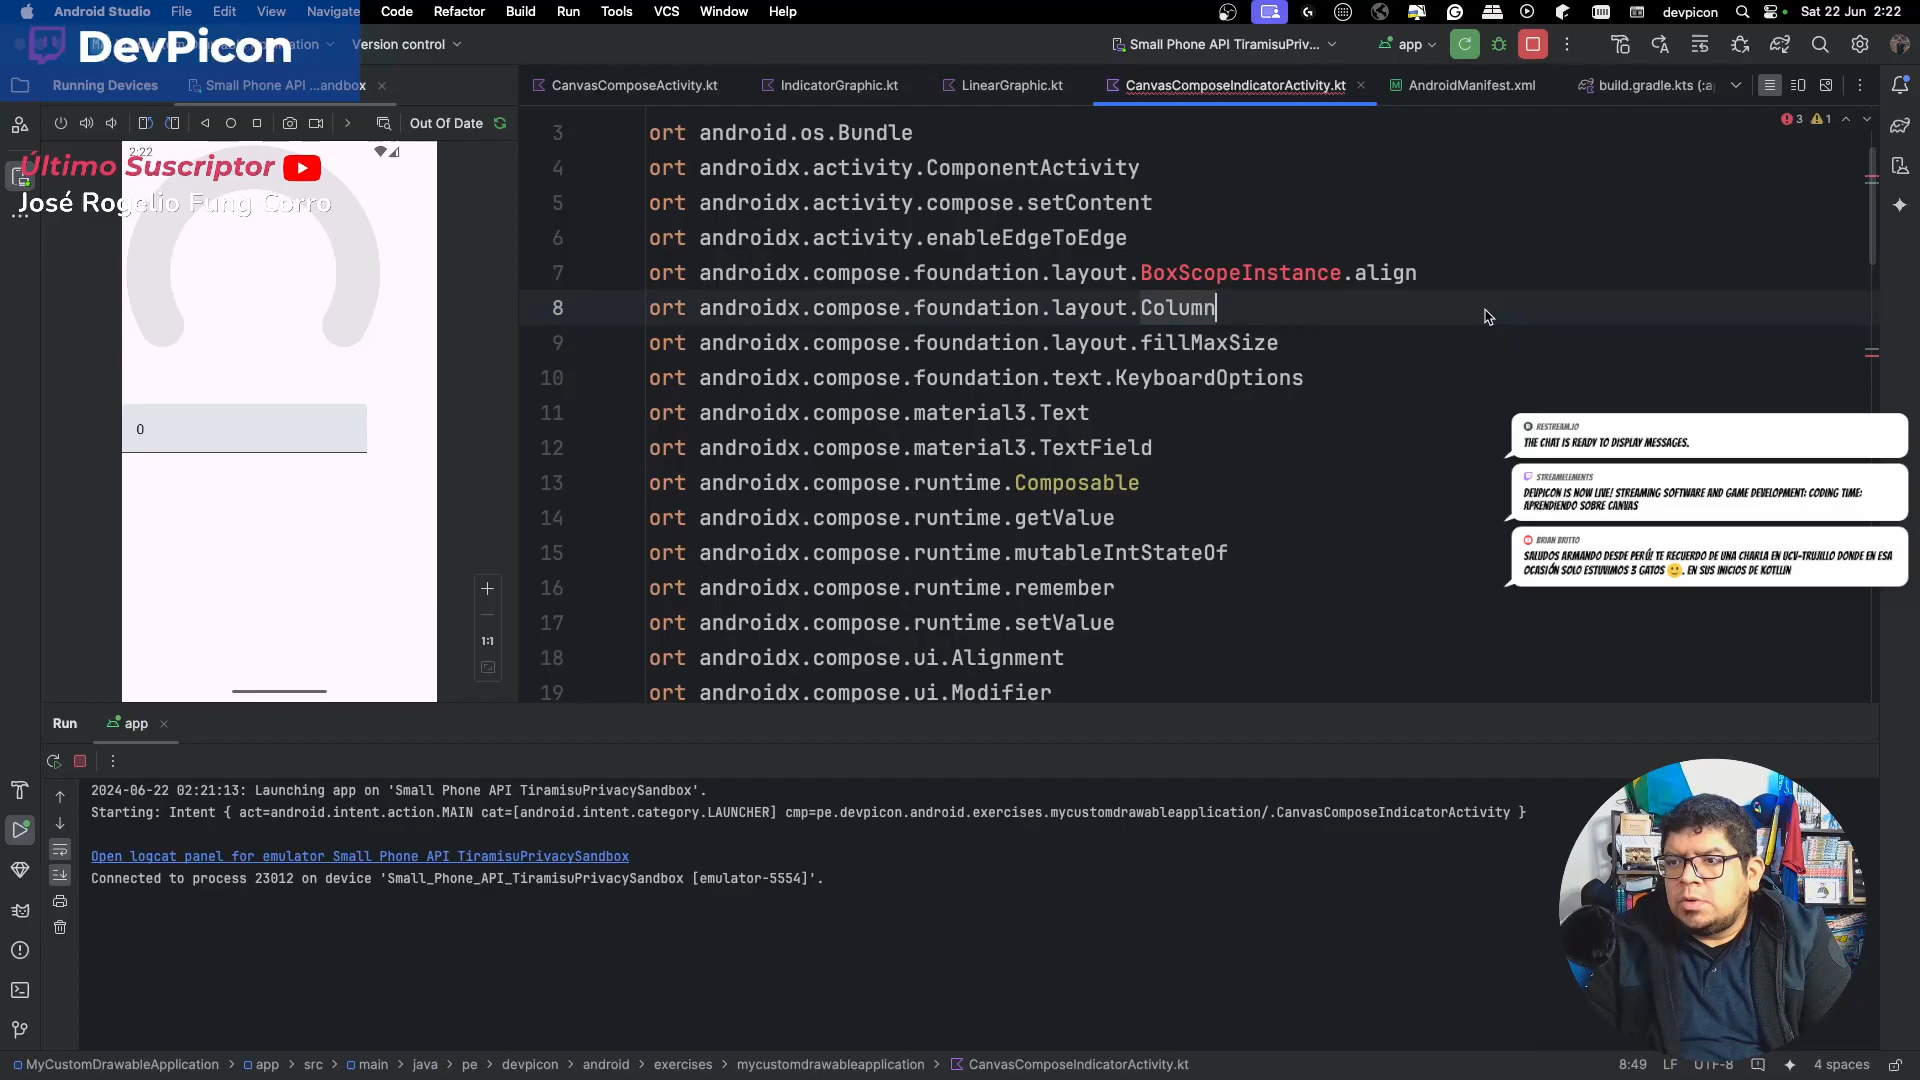 Android Studio File Edit View Navigate Code Refactor Build Run Tools VCS Window Help
devpicon Sat 22 Jun 2:22
DevPicon
Version control
Small Phone API TiramisuPriv...
app
Running Devices
Small Phone API ...andbox
CanvasComposeActivity.kt
IndicatorGraphic.kt
LinearGraphic.kt
CanvasComposeIndicatorActivity.kt
AndroidManifest.xml
build.gradle.kts (:ap
Out Of Date
3
1
2:22
Último Suscriptor
José Rogelio Fung Corro
0
1:1
3 ort android.os.Bundle
4 ort androidx.activity.ComponentActivity
5 ort androidx.activity.compose.setContent
6 ort androidx.activity.enableEdgeToEdge
7 ort androidx.compose.foundation.layout.BoxScopeInstance.align
8 ort androidx.compose.foundation.layout.Column
9 ort androidx.compose.foundation.layout.fillMaxSize
10 ort androidx.compose.foundation.text.KeyboardOptions
11 ort androidx.compose.material3.Text
12 ort androidx.compose.material3.TextField
13 ort androidx.compose.runtime.Composable
14 ort androidx.compose.runtime.getValue
15 ort androidx.compose.runtime.mutableIntStateOf
16 ort androidx.compose.runtime.remember
17 ort androidx.compose.runtime.setValue
18 ort androidx.compose.ui.Alignment
19 ort androidx.compose.ui.Modifier
RESTREAM.IO
THE CHAT IS READY TO DISPLAY MESSAGES.
STREAMELEMENTS
DEVPICON IS NOW LIVE! STREAMING SOFTWARE AND GAME DEVELOPMENT: CODING TIME:
APRENDIENDO SOBRE CANVAS
BRIAN BRITTO
SALUDOS ARMANDO DESDE PERÚ! TE RECUERDO DE UNA CHARLA EN UCV-TRUJILLO DONDE EN ESA
OCASIÓN SOLO ESTUVIMOS 3 GATOS 🙂. EN SUS INICIOS DE KOTLIN
Run
app
2024-06-22 02:21:13: Launching app on 'Small Phone API TiramisuPrivacySandbox'.
Starting: Intent { act=android.intent.action.MAIN cat=[android.intent.category.LAUNCHER] cmp=pe.devpicon.android.exercises.mycustomdrawableapplication/.CanvasComposeIndicatorActivity }
Open logcat panel for emulator Small Phone API TiramisuPrivacySandbox
Connected to process 23012 on device 'Small_Phone_API_TiramisuPrivacySandbox [emulator-5554]'.
MyCustomDrawableApplication > app > src > main > java > pe > devpicon > android > exercises > mycustomdrawableapplication > CanvasComposeIndicatorActivity.kt
8:49 LF UTF-8 4 spaces